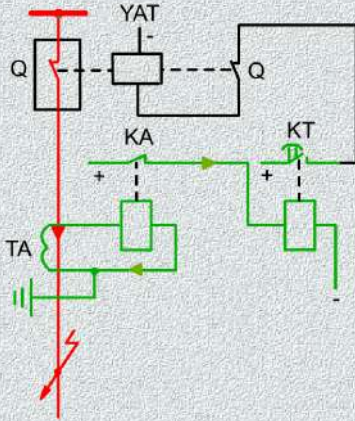 YAT
-
Q
Q
KA
KT
+
+
TA
-